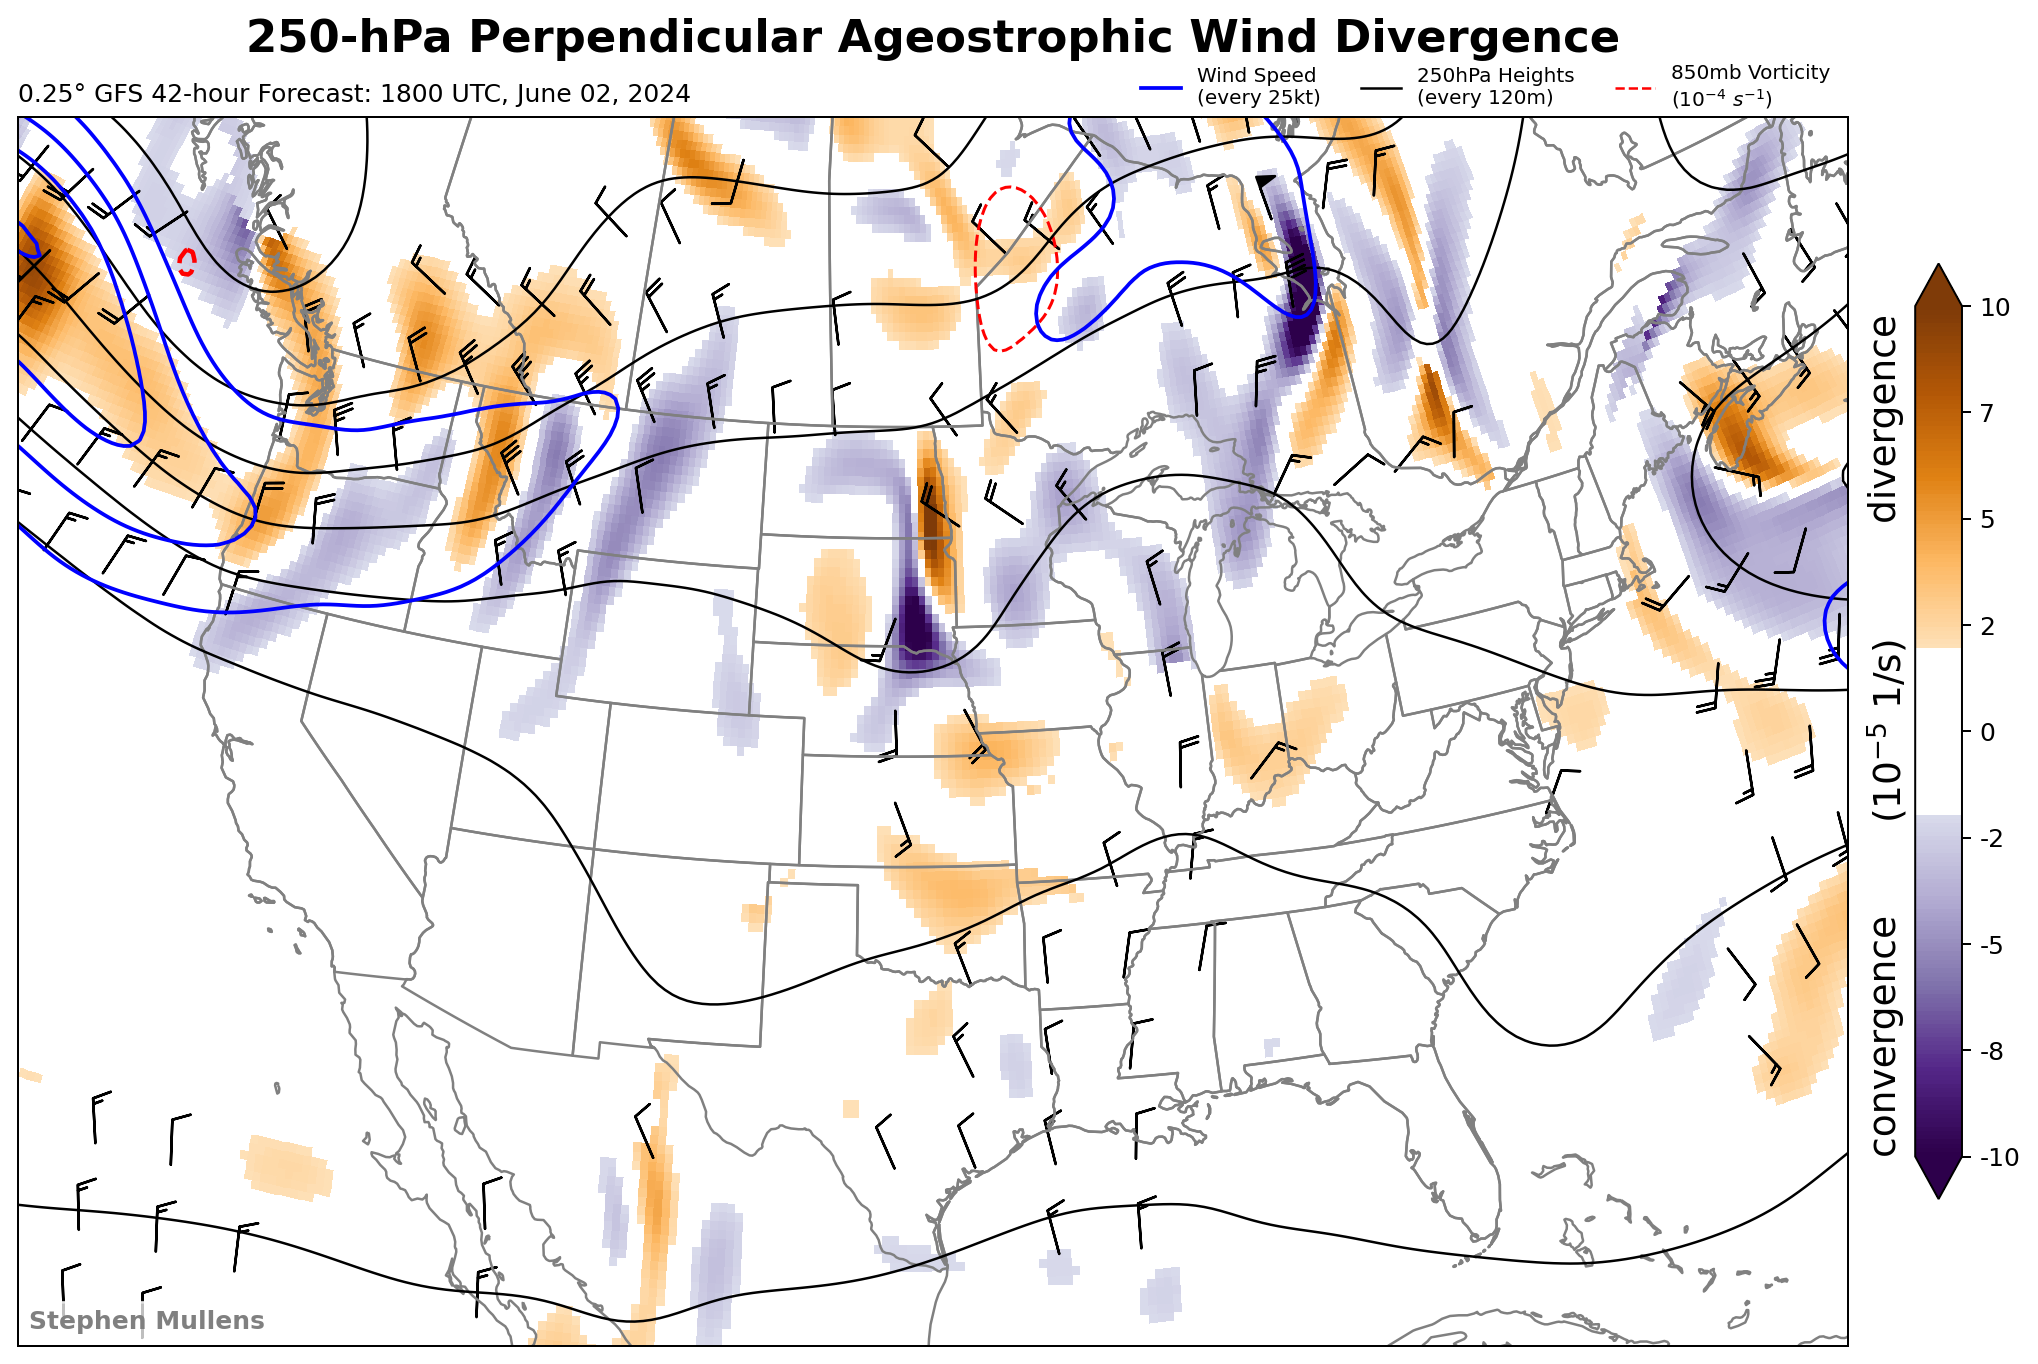 250-hPa Perpendicular Ageostrophic Wind Divergence
0.25° GFS 42-hour Forecast: 1800 UTC, June 02, 2024
Wind Speed
(every 25kt)
250hPa Heights
(every 120m)
850mb Vorticity
(10⁻⁴ s⁻¹)
10
7
5
2
0
-2
-5
-8
-10
convergence (10⁻⁵ 1/s) divergence
Stephen Mullens